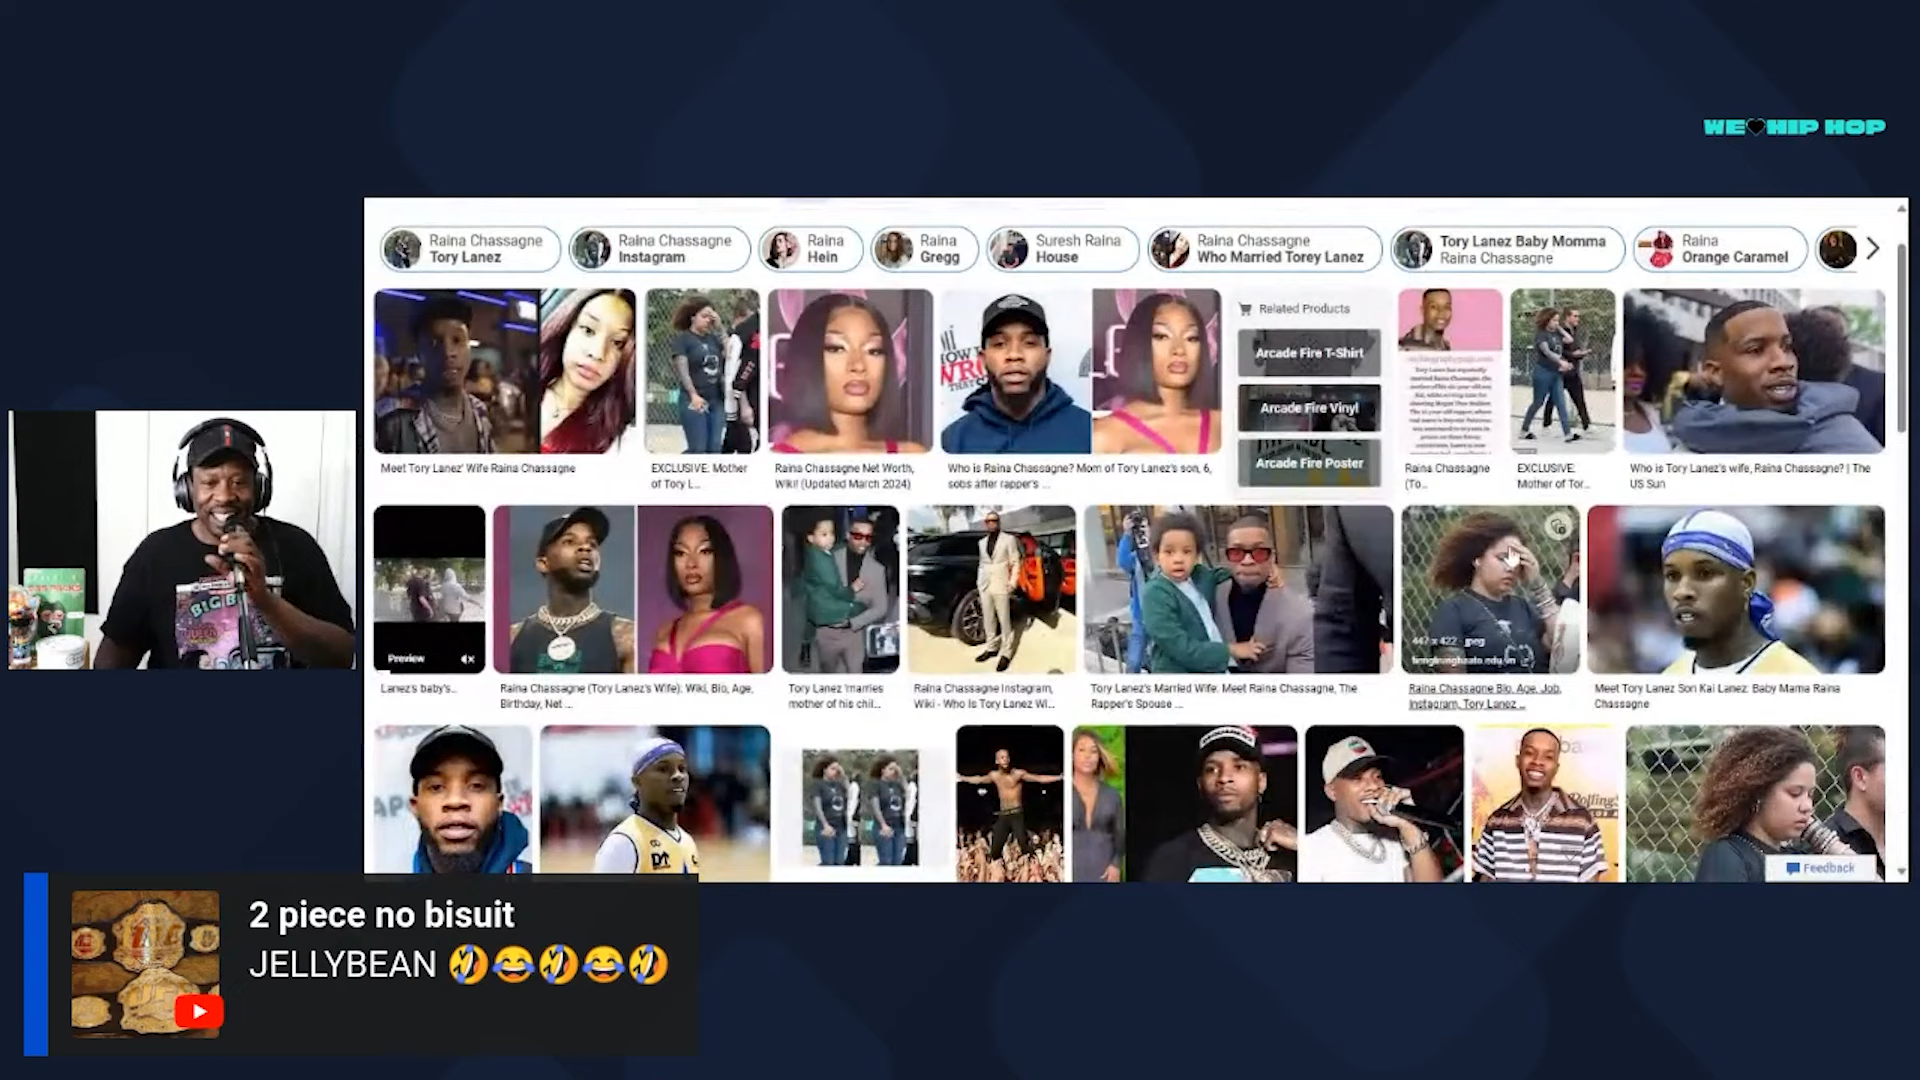 WE HIP HOP
Raina Chassagne
Tory Lanez
Raina Chassagne
Instagram
Raina
Hein
Raina
Gregg
Suresh Raina
House
Raina Chassagne
Who Married Torey Lanez
Tory Lanez Baby Momma
Raina Chassagne
Raina
Orange Caramel
Related Products
Arcade Fire T-Shirt
Arcade Fire Vinyl
Arcade Fire Poster
Meet Tory Lanez' Wife Raina Chassagne
EXCLUSIVE: Mother
of Tory L...
Raina Chassagne Net Worth,
Wiki! (Updated March 2024)
Who is Raina Chassagne? Mom of Tory Lanez's son, 6,
sobs after rapper's ...
Raina Chassagne
(To...
EXCLUSIVE:
Mother of Tor...
Who is Tory Lanez's wife, Raina Chassagne? | The
US Sun
Preview
447 x 422 · jpeg
Lanez's baby's...
Raina Chassagne (Tory Lanez's Wife): Wiki, Bio, Age,
Birthday, Net ...
Tory Lanez 'marries
mother of his chil...
Raina Chassagne Instagram,
Wiki - Who Is Tory Lanez Wi...
Tory Lanez's Married Wife: Meet Raina Chassagne, The
Rapper's Spouse ...
Raina Chassagne Bio, Age, Job,
Instagram, Tory Lanez ...
Meet Tory Lanez Son Kai Lanez: Baby Mama Raina
Chassagne
Feedback
BIG B
2 piece no bisuit
JELLYBEAN 🤣😂🤣😂🤣